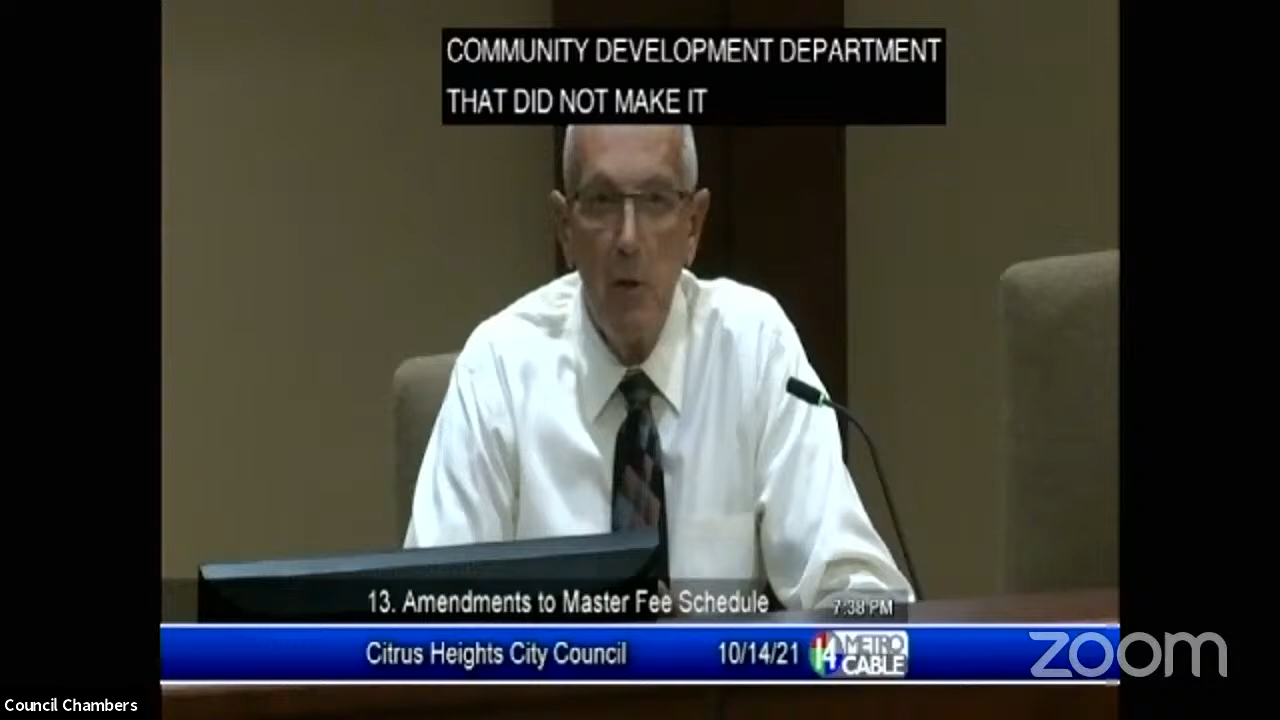 COMMUNITY DEVELOPMENT DEPARTMENT
THAT DID NOT MAKE IT
13. Amendments to Master Fee Schedule
7:38 PM
Citrus Heights City Council
10/14/21
14 METRO
CABLE
zoom
Council Chambers